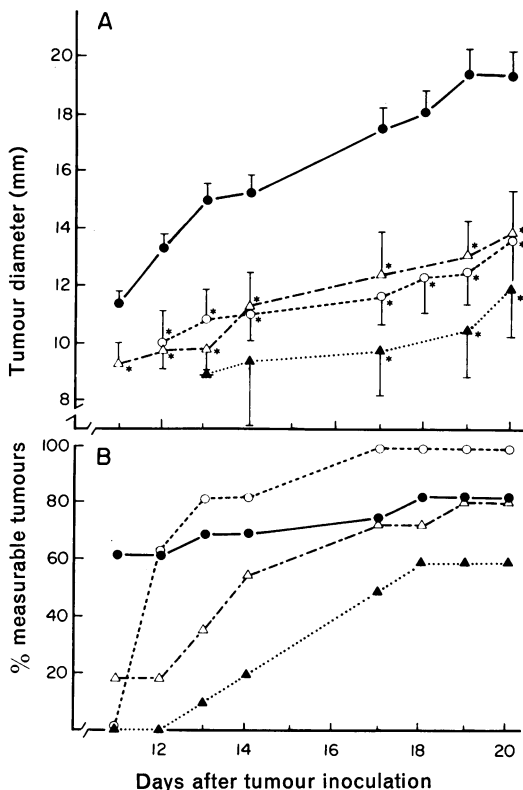 A
20
18
16
14
12
10
8
Tumour diameter (mm)
B
100
80
60
40
20
% measurable tumours
12 14 16 18 20
Days after tumour inoculation